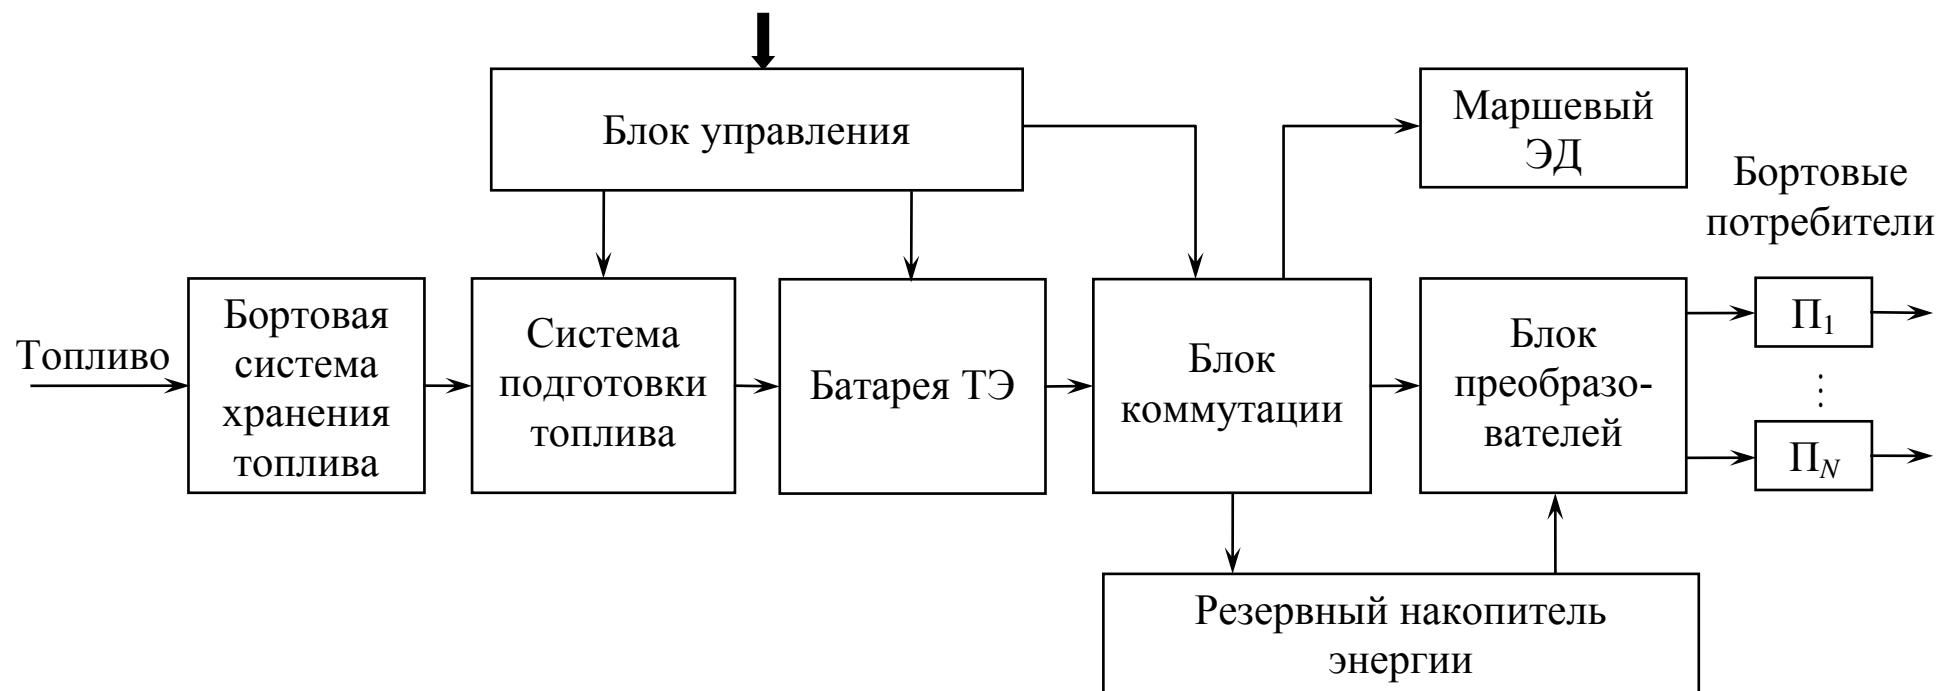 Блок управления
Маршевый
ЭД
Бортовые
потребители
Топливо
Бортовая
система
хранения
топлива
Система
подготовки
топлива
Батарея ТЭ
Блок
коммутации
Блок
преобразо-
вателей
П1
⋮
ПN
Резервный накопитель
энергии